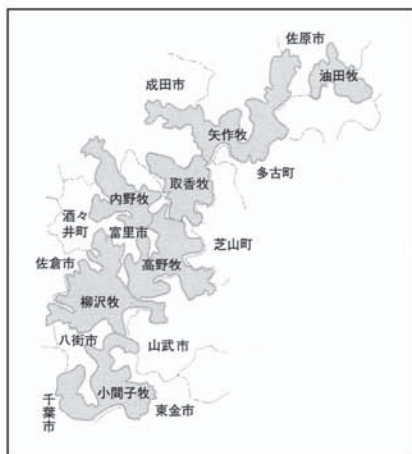 佐原市
油田牧
成田市
矢作牧
多古町
取香牧
内野牧
酒々
井町
富里市
芝山町
佐倉市
高野牧
柳沢牧
八街市
山武市
小間子牧
千葉市
東金市